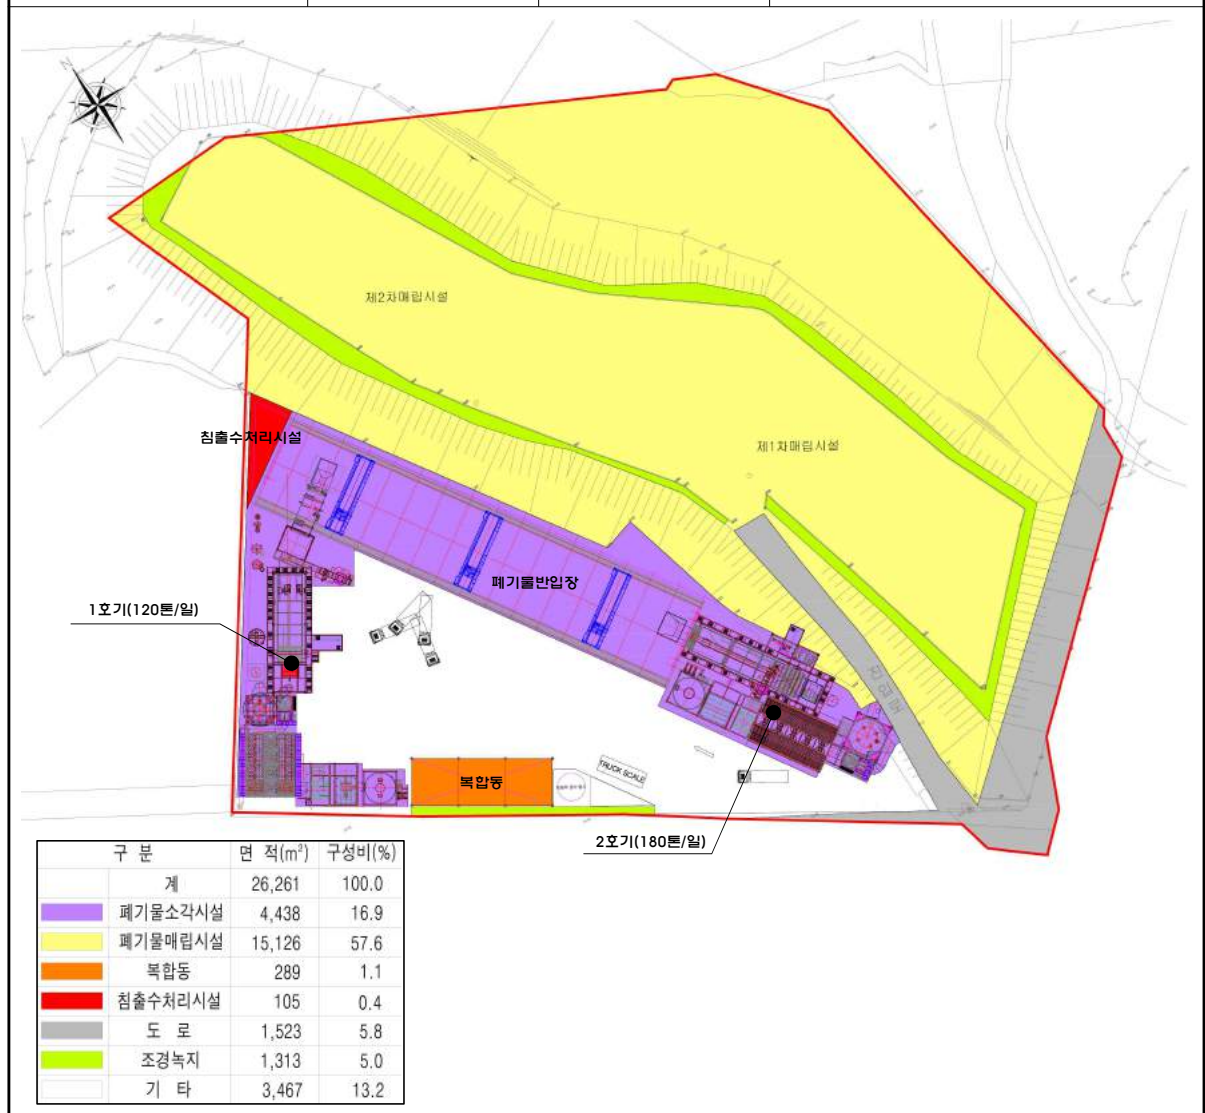 N
제2차매립시설
침출수처리시설
제1차매립시설
폐기물반입장
1호기(120톤/일)
진입로
복합동
TRUCK SCALE
2호기(180톤/일)
구 분 면 적(m²) 구성비(%)
계 26,261 100.0
폐기물소각시설 4,438 16.9
폐기물매립시설 15,126 57.6
복합동 289 1.1
침출수처리시설 105 0.4
도 로 1,523 5.8
조경녹지 1,313 5.0
기 타 3,467 13.2